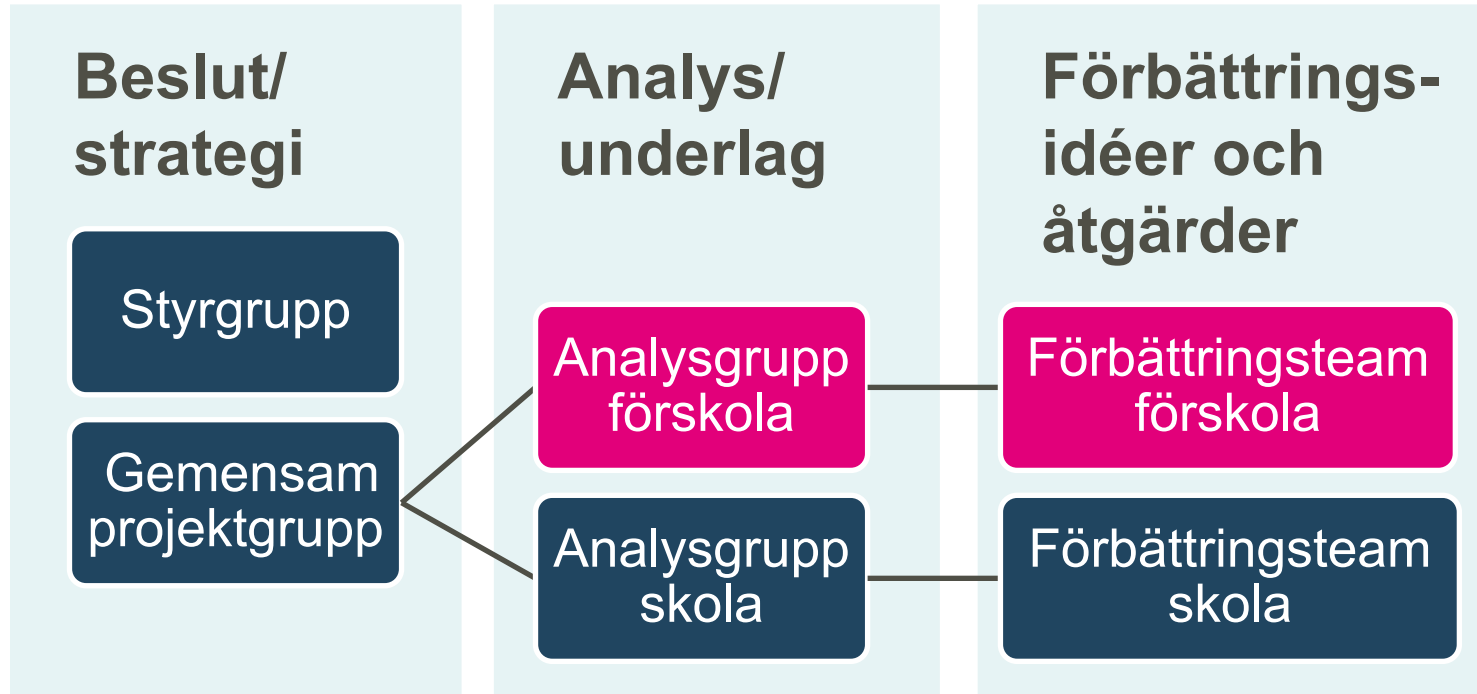 Beslut/
strategi
Styrgrupp
Gemensam
projektgrupp
Analys/
underlag
Analysgrupp
förskola
Analysgrupp
skola
Förbättrings-
idéer och
åtgärder
Förbättringsteam
förskola
Förbättringsteam
skola